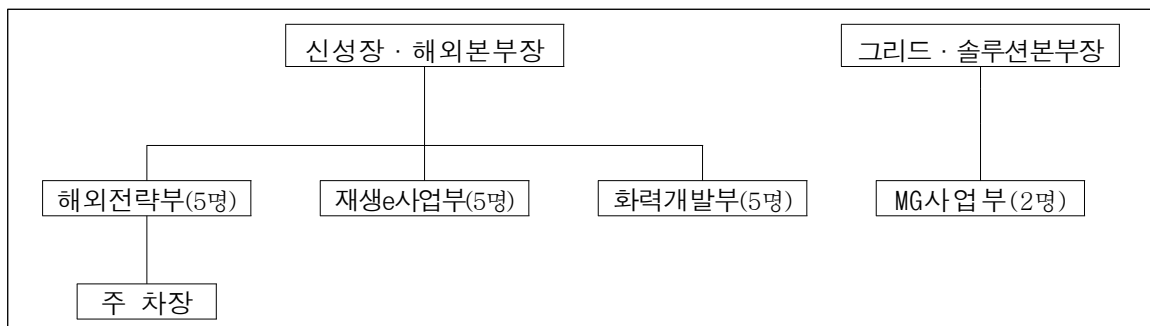 신성장 · 해외본부장
그리드 · 솔루션본부장
해외전략부(5명)
재생e사업부(5명)
화력개발부(5명)
MG사업부(2명)
주 차장